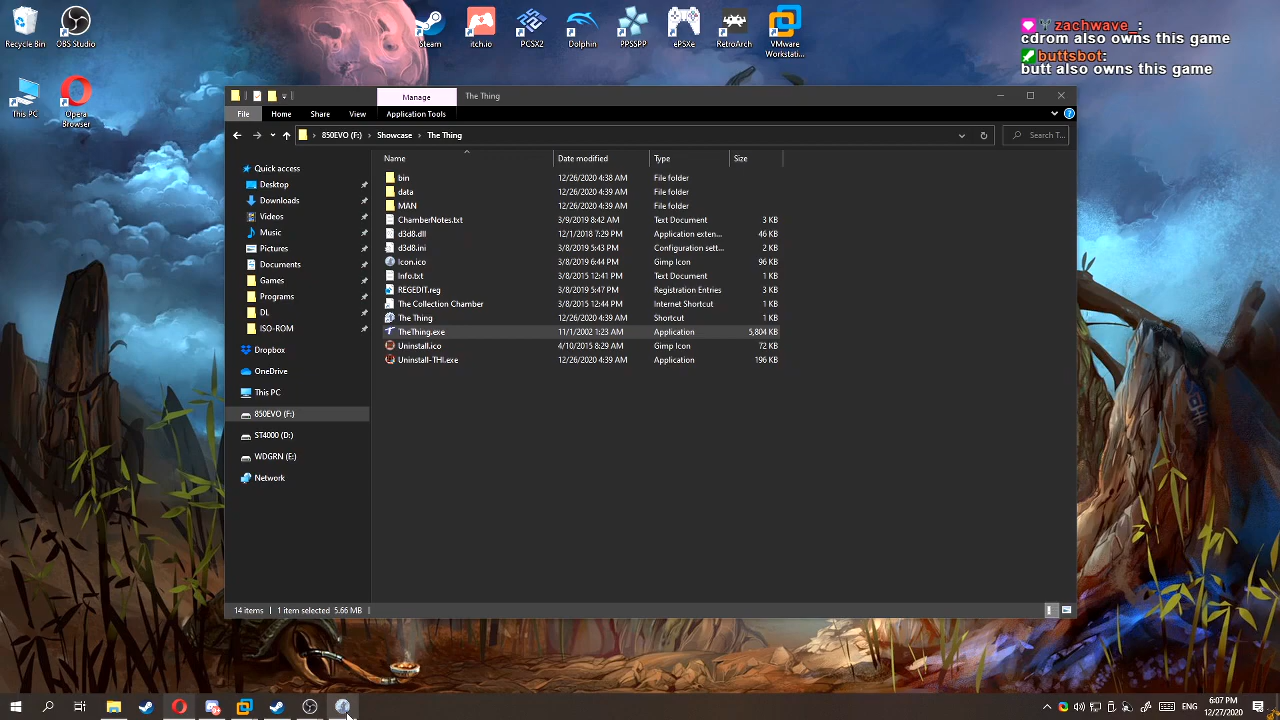 Recycle Bin
OBS Studio
Steam
itch.io
PCSX2
Dolphin
PPSSPP
ePSXe
RetroArch
VMware
Workstati...
zachwave_:
cdrom also owns this game
buttsbot:
butt also owns this game
This PC
Opera
Browser
Manage
The Thing
File
Home
Share
View
Application Tools
850EVO (F:) > Showcase > The Thing
Search T...
Name
Date modified
Type
Size
Quick access
Desktop
Downloads
Videos
Music
Pictures
Documents
Games
Programs
DL
ISO-ROM
Dropbox
OneDrive
This PC
850EVO (F:)
ST4000 (D:)
WDGRN (E:)
Network
bin 12/26/2020 4:38 AM File folder
data 12/26/2020 4:39 AM File folder
MAN 12/26/2020 4:39 AM File folder
ChamberNotes.txt 3/9/2019 8:42 AM Text Document 3 KB
d3d8.dll 12/1/2018 7:29 PM Application exten... 46 KB
d3d8.ini 3/8/2019 5:43 PM Configuration sett... 2 KB
Icon.ico 3/8/2019 6:44 PM Gimp Icon 96 KB
Info.txt 3/8/2015 12:41 PM Text Document 1 KB
REGEDIT.reg 3/8/2019 5:47 PM Registration Entries 3 KB
The Collection Chamber 3/8/2015 12:44 PM Internet Shortcut 1 KB
The Thing 12/26/2020 4:39 AM Shortcut 1 KB
TheThing.exe 11/1/2002 1:23 AM Application 5,804 KB
Uninstall.ico 4/10/2015 8:29 AM Gimp Icon 72 KB
Uninstall-THI.exe 12/26/2020 4:39 AM Application 196 KB
14 items
1 item selected 5.66 MB
6:07 PM
12/27/2020